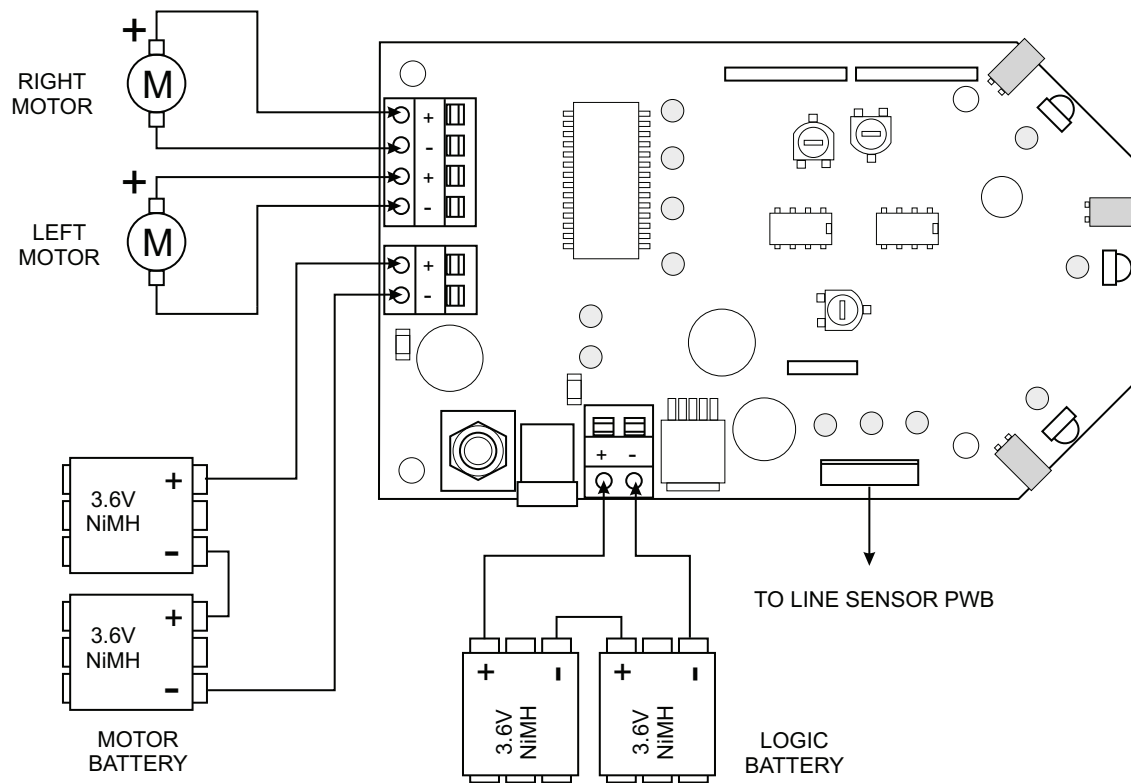 +
M
RIGHT
MOTOR
+
M
LEFT
MOTOR
+
-
+
-
+
-
+
3.6V
NiMH
-
+
3.6V
NiMH
-
MOTOR
BATTERY
+ -
TO LINE SENSOR PWB
+ -
3.6V
NiMH
+ -
3.6V
NiMH
LOGIC
BATTERY